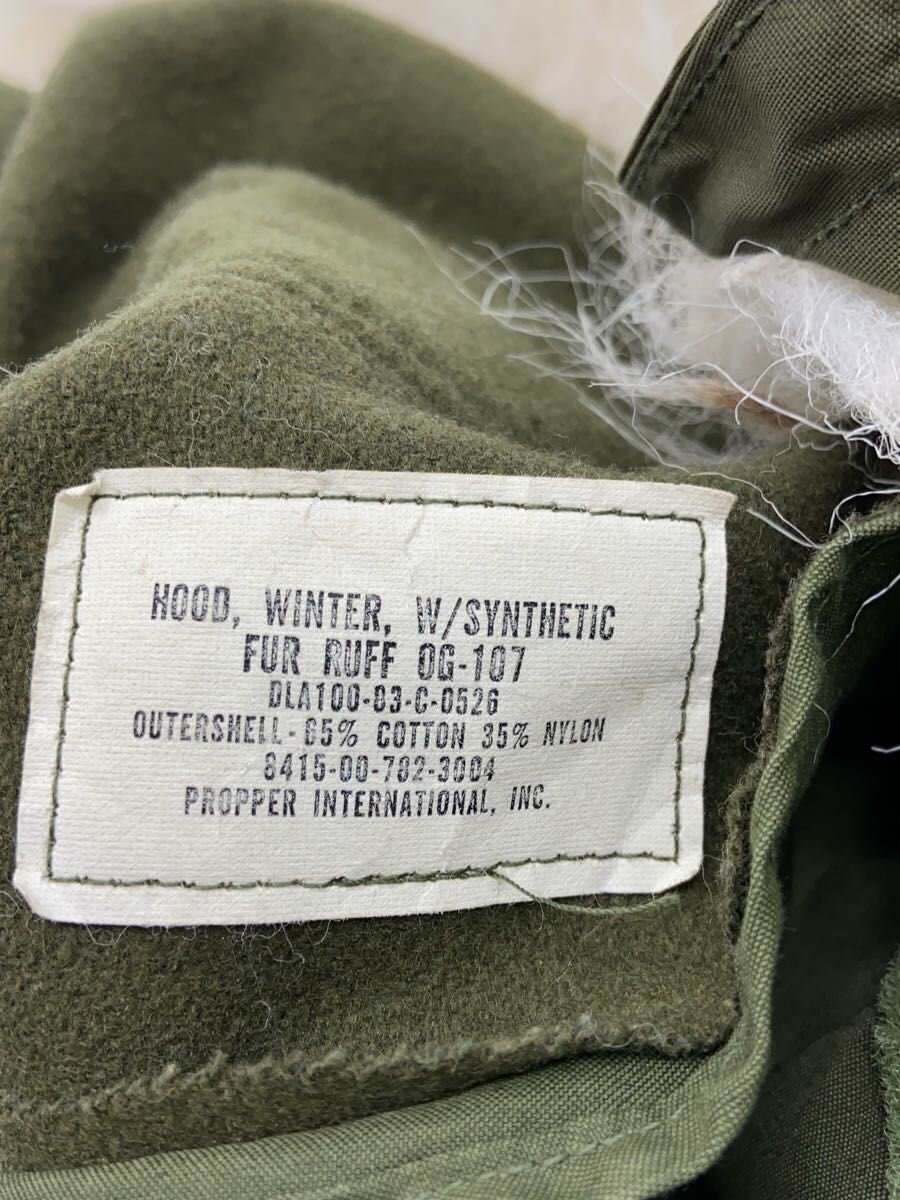 HOOD, WINTER, W/SYNTHETIC
FUR RUFF OG-107
DLA100-83-C-0526
OUTERSHELL-65% COTTON 35% NYLON
8415-00-782-3004
PROPPER INTERNATIONAL, INC.